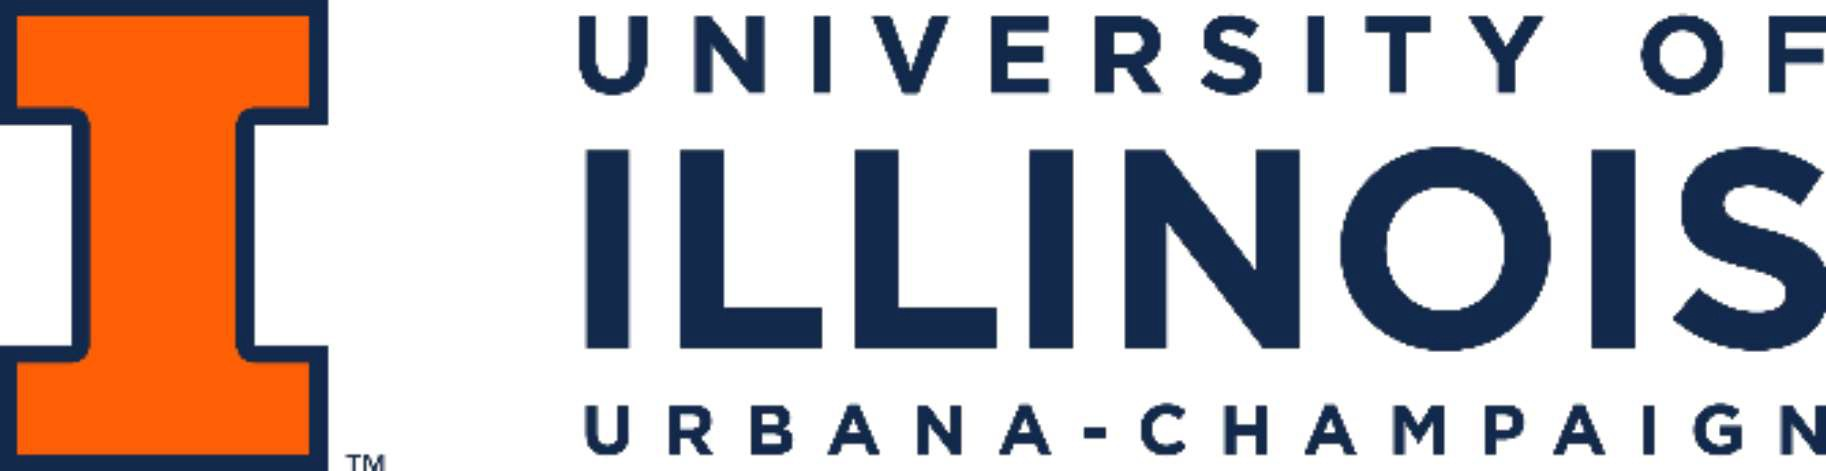 I
™
UNIVERSITY OF
ILLINOIS
URBANA-CHAMPAIGN